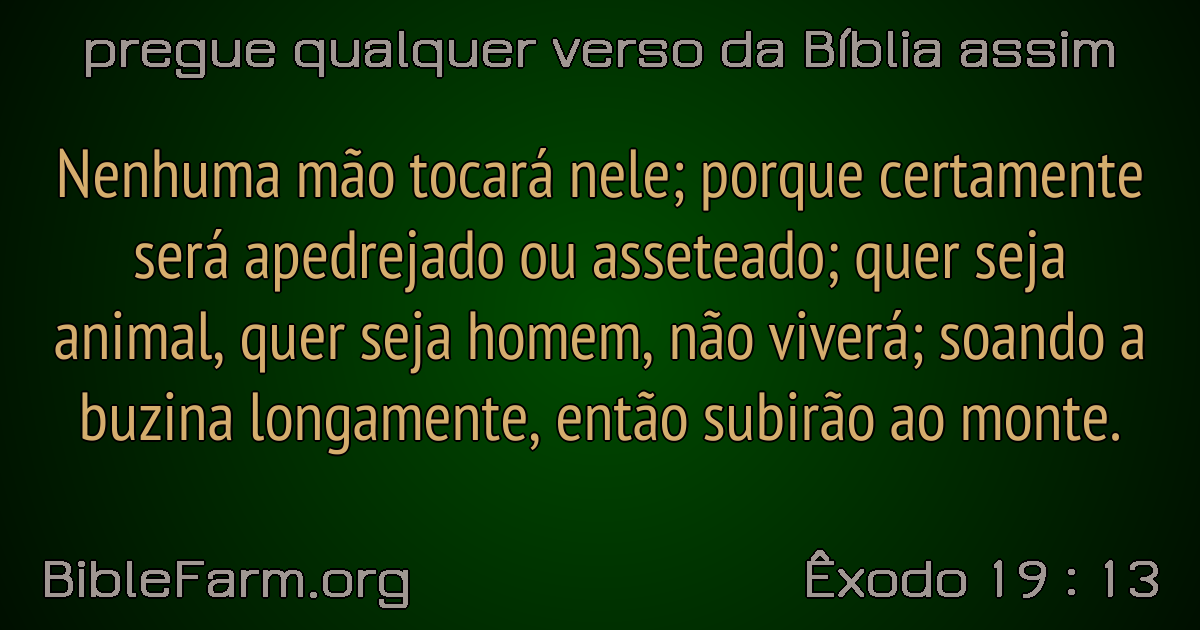 pregue qualquer verso da Bíblia assim
Nenhuma mão tocará nele; porque certamente
será apedrejado ou asseteado; quer seja
animal, quer seja homem, não viverá; soando a
buzina longamente, então subirão ao monte.
BibleFarm.org
Êxodo 19 : 13